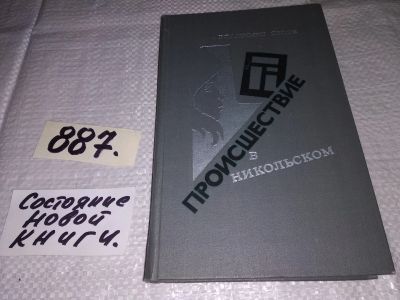 887.
Состояние
новой
книги.
ПРОИСШЕСТВИЕ
В
НИКОЛЬСКОМ